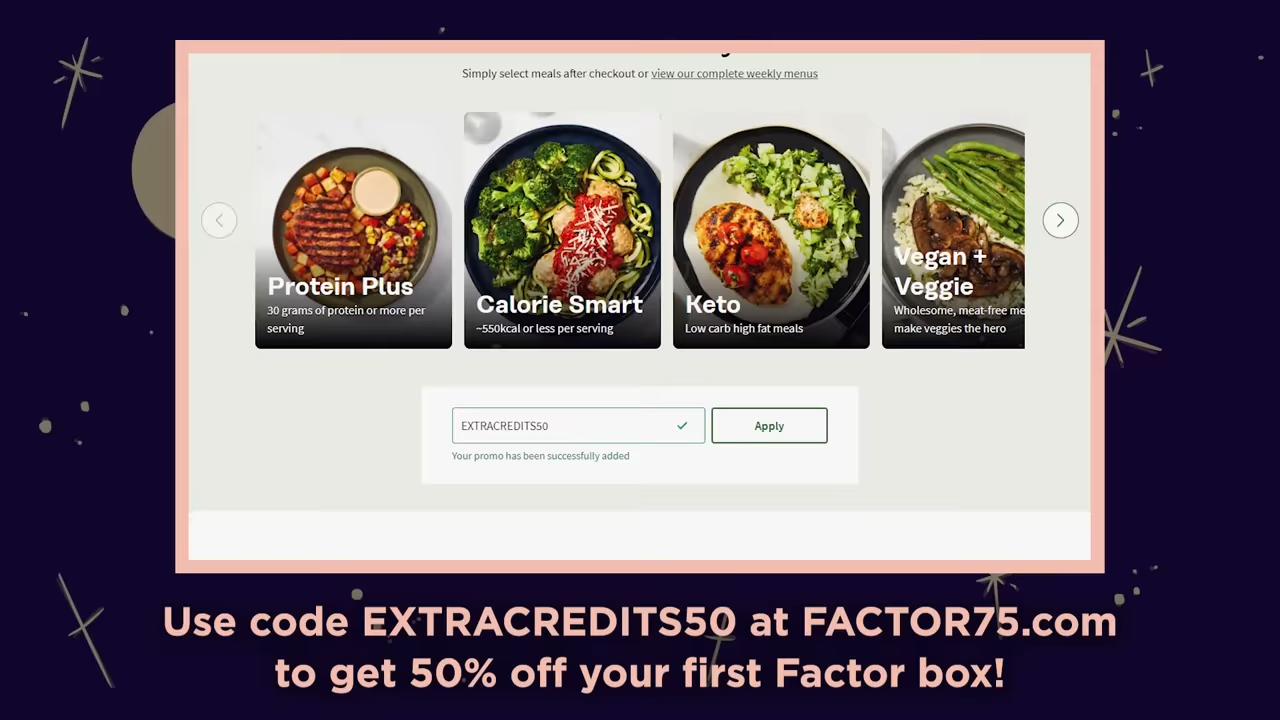 Simply select meals after checkout or view our complete weekly menus
Protein Plus
30 grams of protein or more per
serving
Calorie Smart
~550kcal or less per serving
Keto
Low carb high fat meals
Vegan +
Veggie
Wholesome, meat-free me
make veggies the hero
EXTRACREDITS50
Apply
Your promo has been successfully added
Use code EXTRACREDITS50 at FACTOR75.com
to get 50% off your first Factor box!